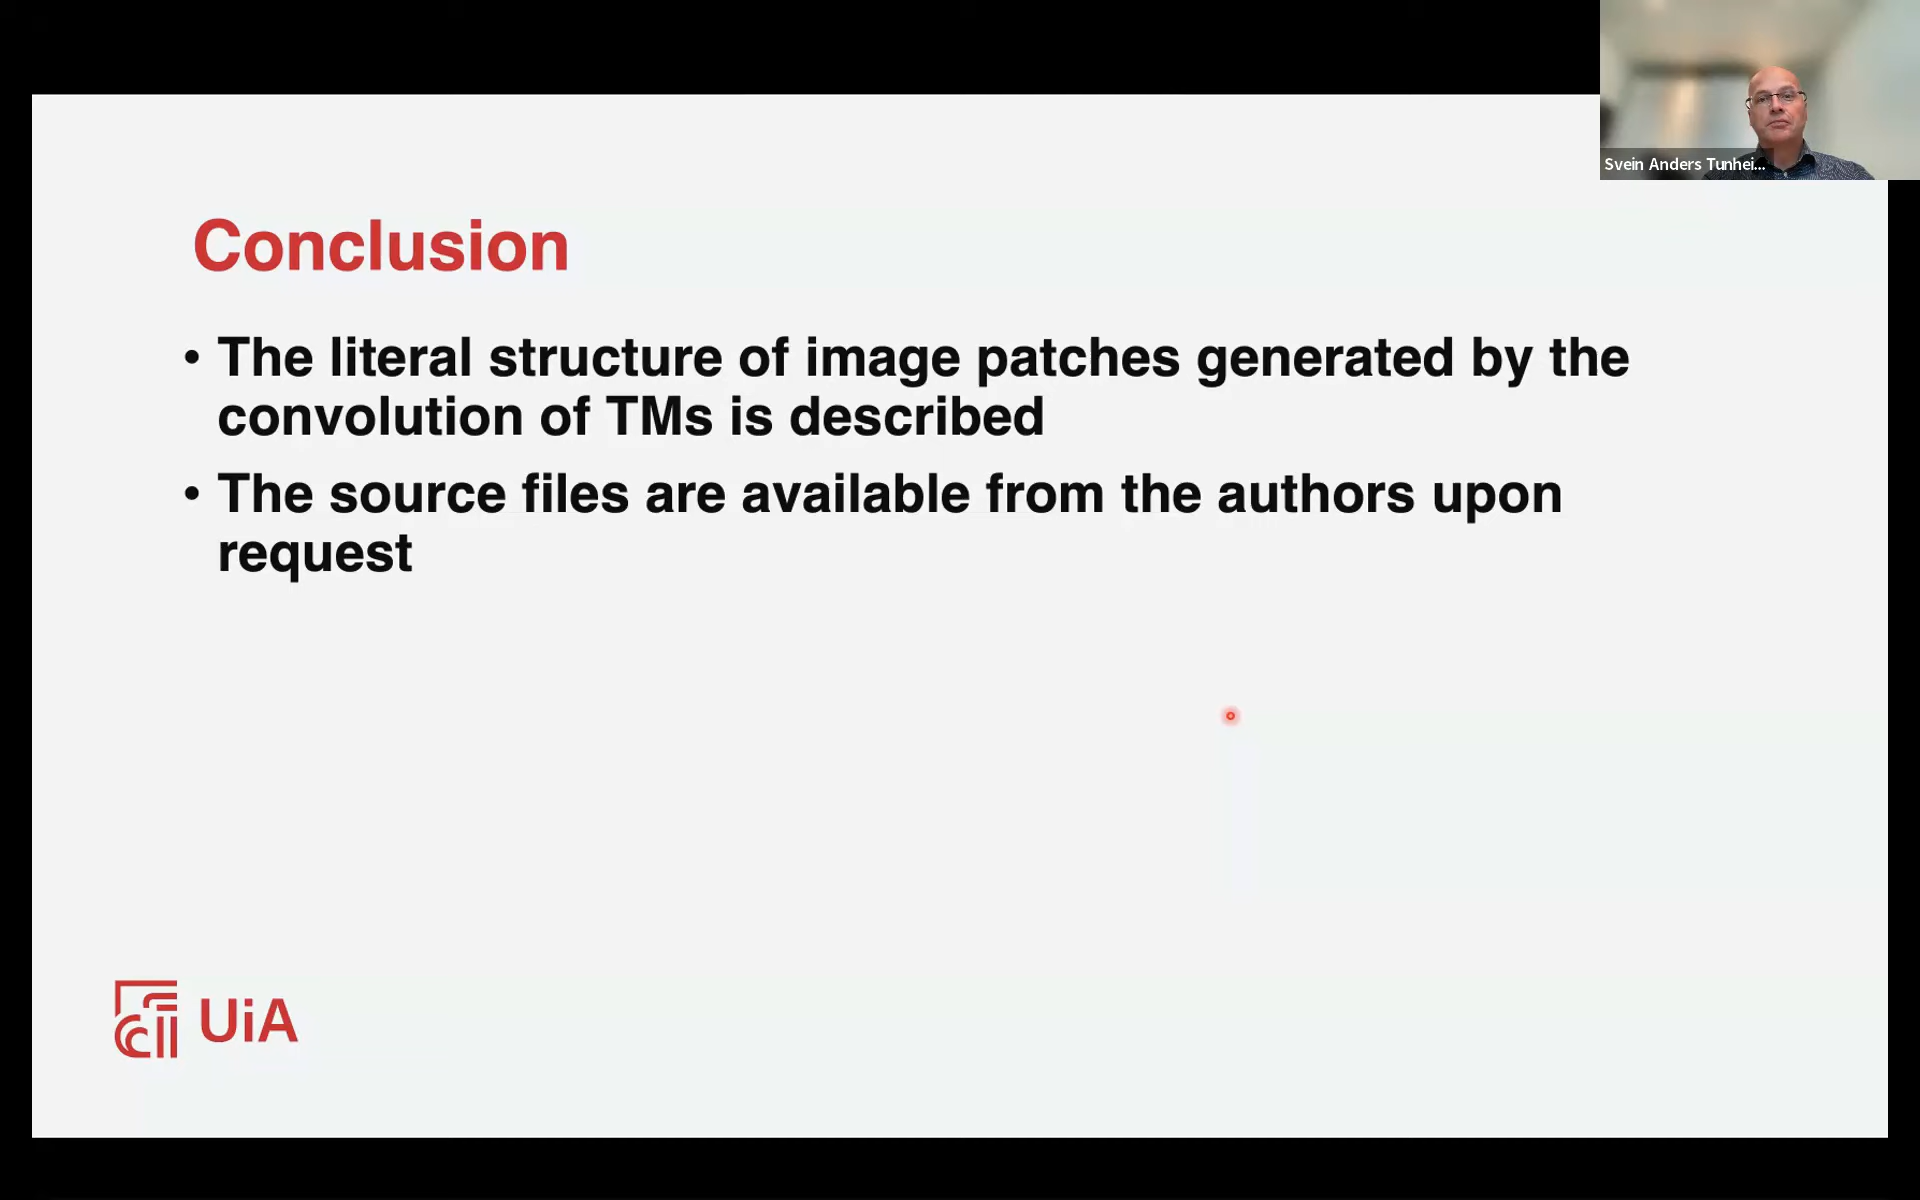 Svein Anders Tunhei...
Conclusion
• The literal structure of image patches generated by the
convolution of TMs is described
• The source files are available from the authors upon
request
UiA